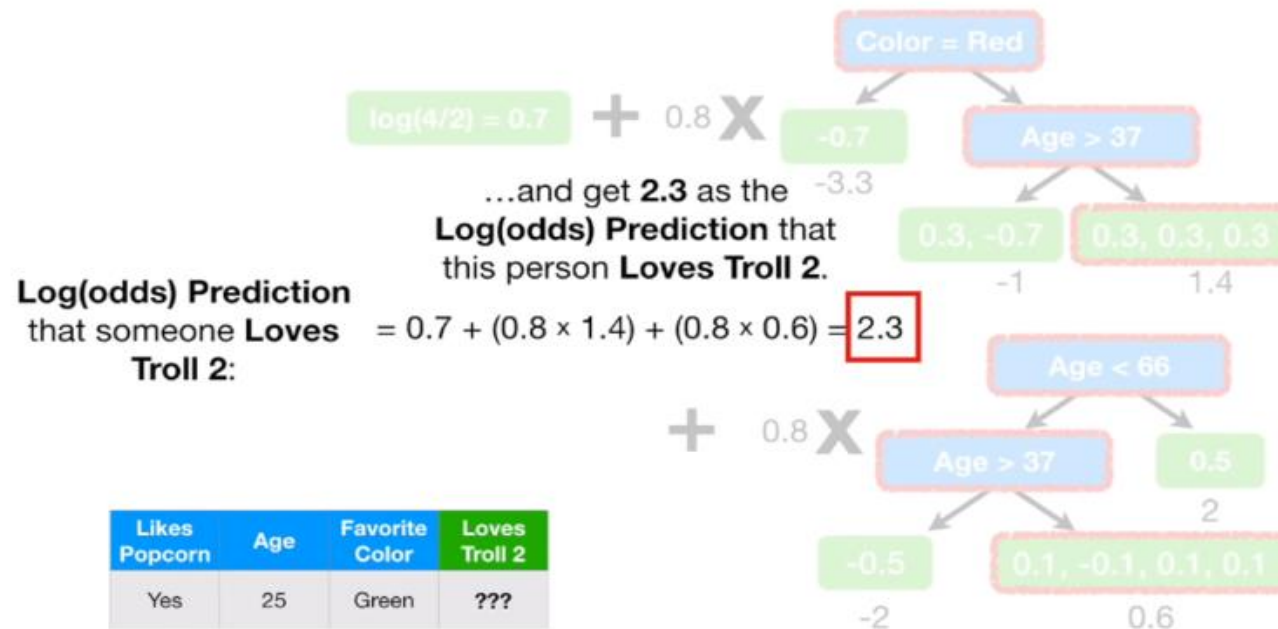 Color = Red
log(4/2) = 0.7 + 0.8 X
-0.7
Age > 37
-3.3
…and get 2.3 as the
Log(odds) Prediction that
this person Loves Troll 2.
0.3, -0.7
0.3, 0.3, 0.3
-1
1.4
Log(odds) Prediction
that someone Loves
Troll 2:
= 0.7 + (0.8 × 1.4) + (0.8 × 0.6) = 2.3
Age < 66
+ 0.8 X
Age > 37
0.5
2
-0.5
0.1, -0.1, 0.1, 0.1
-2
0.6
Likes Popcorn
Age
Favorite Color
Loves Troll 2
Yes
25
Green
???